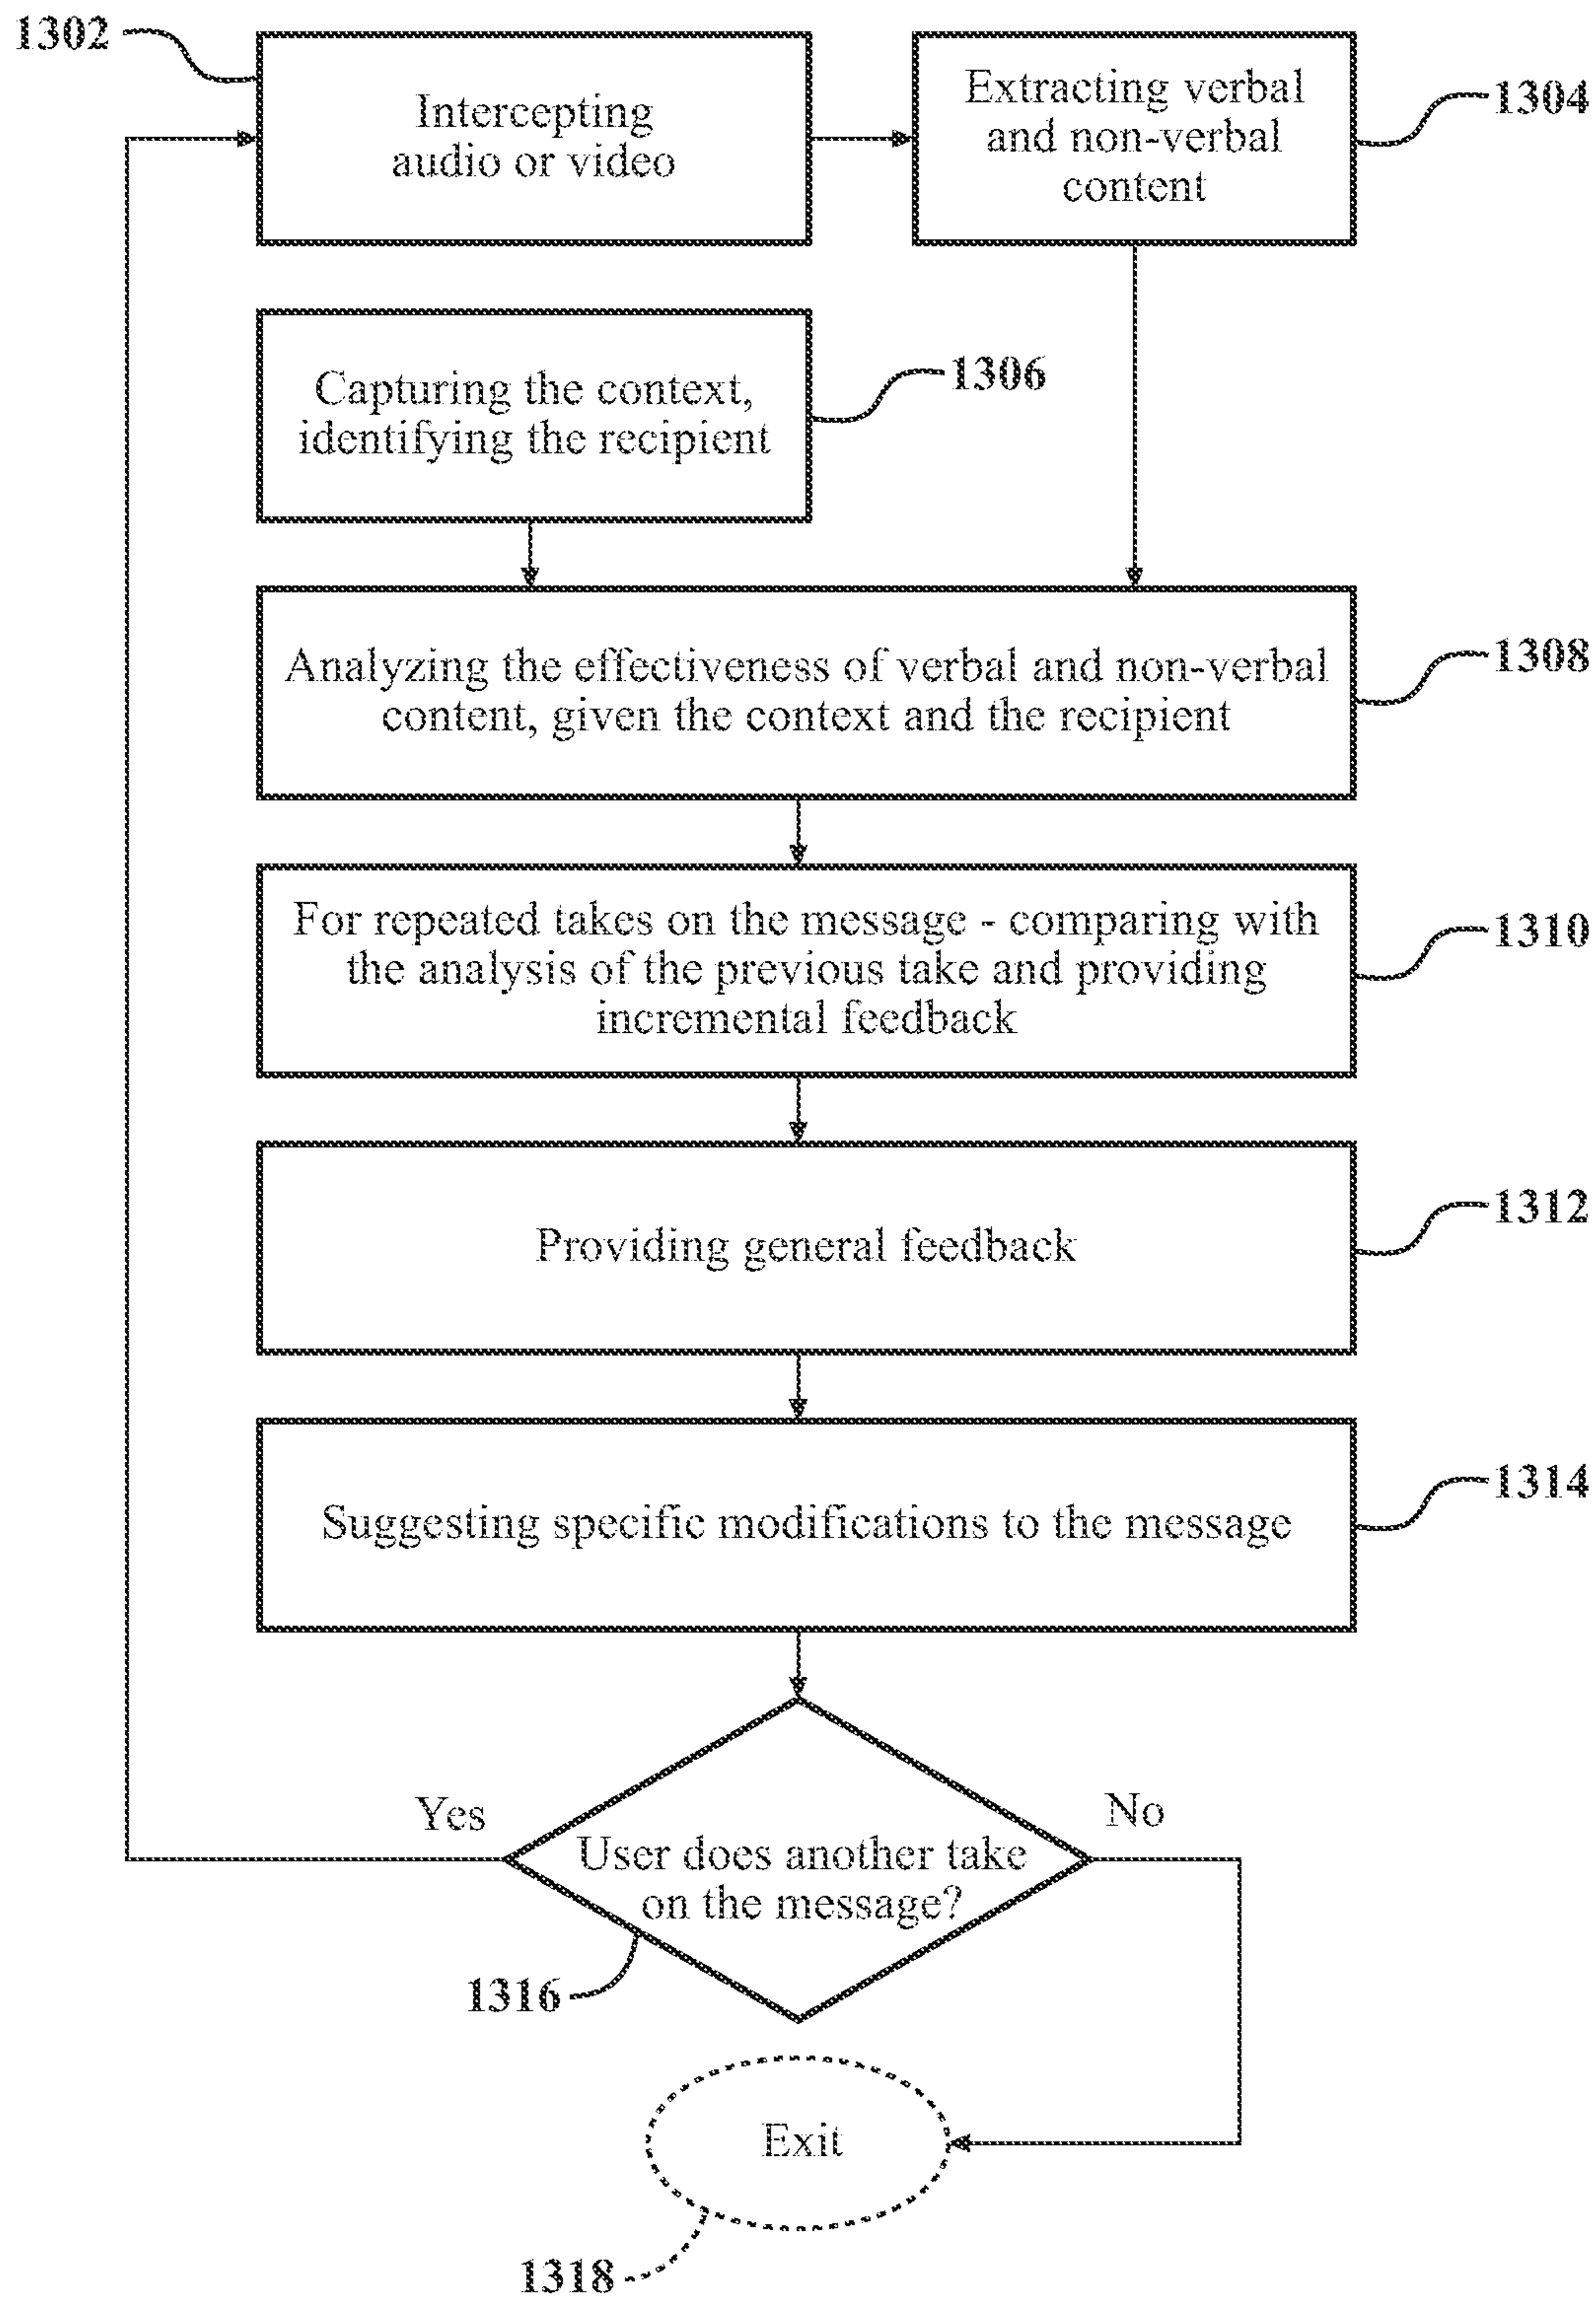 1302
Intercepting
audio or video
Extracting verbal
and non-verbal
content
1304
Capturing the context,
identifying the recipient
1306
Analyzing the effectiveness of verbal and non-verbal
content, given the context and the recipient
1308
For repeated takes on the message - comparing with
the analysis of the previous take and providing
incremental feedback
1310
Providing general feedback
1312
Suggesting specific modifications to the message
1314
Yes
No
User does another take
on the message?
1316
Exit
1318